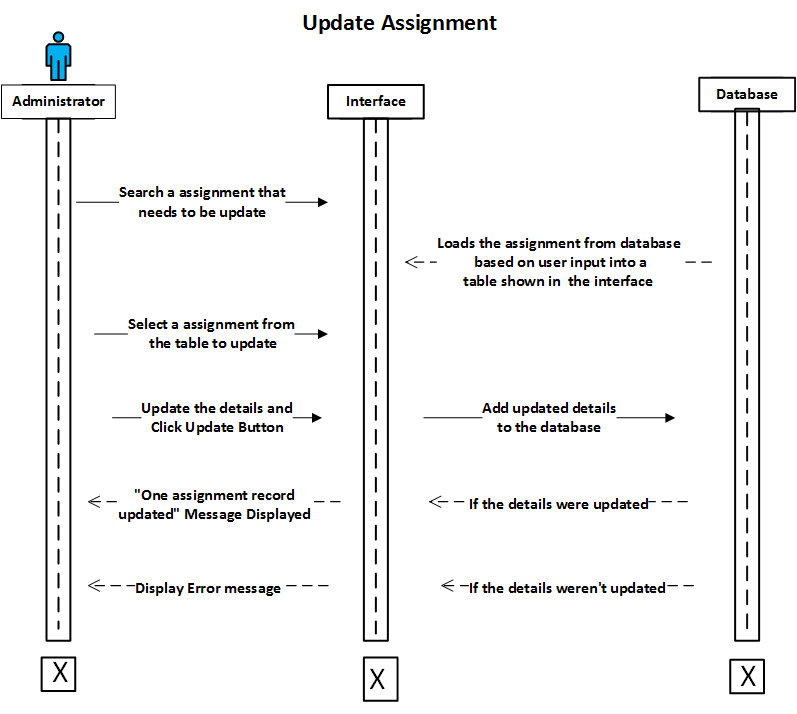 Update Assignment
Administrator
Interface
Database
Search a assignment that
needs to be update
Loads the assignment from database
based on user input into a
table shown in the interface
Select a assignment from
the table to update
Update the details and
Click Update Button
Add updated details
to the database
"One assignment record
updated" Message Displayed
If the details were updated
Display Error message
If the details weren't updated
X
X
X